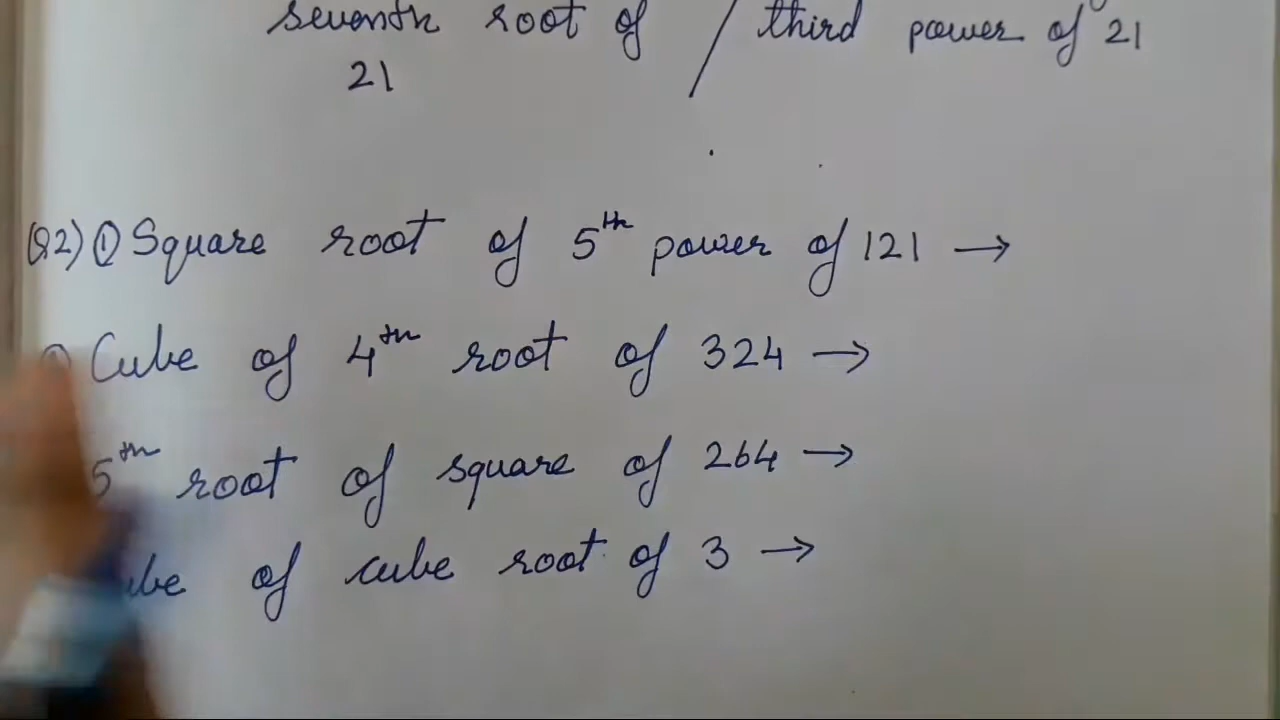 seventh root of / third power of 21
21
Q2) ① Square root of 5th power of 121 →
Cube of 4th root of 324 →
5th root of square of 264 →
of cube root of 3 →